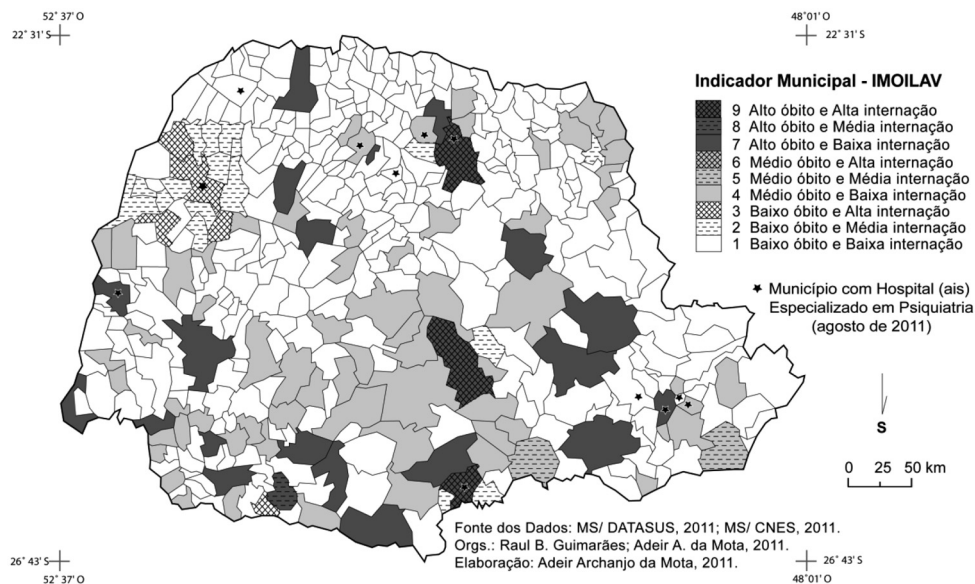 52° 37' O
22° 31' S
48° 01' O
22° 31' S
Indicador Municipal - IMOILAV
9 Alto óbito e Alta internação
8 Alto óbito e Média internação
7 Alto óbito e Baixa internação
6 Médio óbito e Alta internação
5 Médio óbito e Média internação
4 Médio óbito e Baixa internação
3 Baixo óbito e Alta internação
2 Baixo óbito e Média internação
1 Baixo óbito e Baixa internação
Município com Hospital (ais)
Especializado em Psiquiatria
(agosto de 2011)
S
0 25 50 km
Fonte dos Dados: MS/ DATASUS, 2011; MS/ CNES, 2011.
Orgs.: Raul B. Guimarães; Adeir A. da Mota, 2011.
Elaboração: Adeir Archanjo da Mota, 2011.
26° 43' S
52° 37' O
26° 43' S
48° 01' O